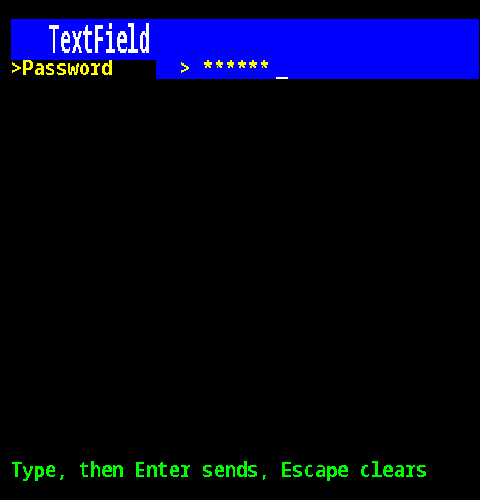 TextField
>Password > ******_
Type, then Enter sends, Escape clears